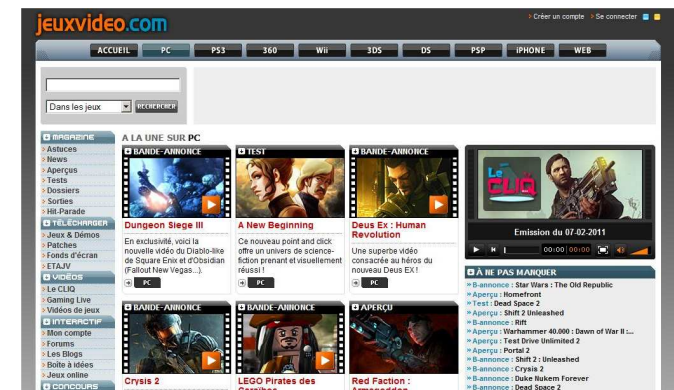 jeuxvideo.com
> Créer un compte > Se connecter
ACCUEIL PC PS3 360 Wii 3DS DS PSP iPHONE WEB
Dans les jeux RECHERCHER
MAGAZINE
> Astuces
> News
> Aperçus
> Tests
> Dossiers
> Sorties
> Hit-Parade
TÉLÉCHARGER
> Jeux & Démos
> Patches
> Fonds d'écran
> ETAJV
VIDÉOS
> Le CLIQ
> Gaming Live
> Vidéos de jeux
INTERACTIF
> Mon compte
> Forums
> Les Blogs
> Boîte à idées
> Jeux online
CONCOURS
A LA UNE SUR PC
BANDE-ANNONCE
Dungeon Siege III
En exclusivité, voici la
nouvelle vidéo du Diablo-like
de Square Enix et d'Obsidian
(Fallout New Vegas...).
PC
TEST
A New Beginning
Ce nouveau point and click
offre un univers de science-
fiction prenant et visuellement
réussi !
PC
BANDE-ANNONCE
Deus Ex : Human
Revolution
Une superbe vidéo
consacrée au héros du
nouveau Deus EX !
PC
BANDE-ANNONCE
Crysis 2
BANDE-ANNONCE
LEGO Pirates des
Caraïbes
APERÇU
Red Faction :
Armageddon
Le
CLIQ
Emission du 07-02-2011
00:00 00:00
À NE PAS MANQUER
» B-annonce : Star Wars : The Old Republic
» Aperçu : Homefront
» Test : Dead Space 2
» Aperçu : Shift 2 Unleashed
» B-annonce : Rift
» Aperçu : Warhammer 40.000 : Dawn of War II :...
» Aperçu : Test Drive Unlimited 2
» Aperçu : Portal 2
» B-annonce : Shift 2 : Unleashed
» B-annonce : Crysis 2
» B-annonce : Duke Nukem Forever
» B-annonce : Dead Space 2